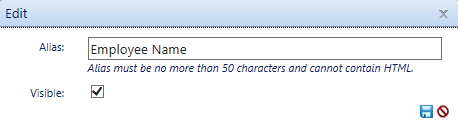 Edit
Alias: Employee Name
Alias must be no more than 50 characters and cannot contain HTML.
Visible: